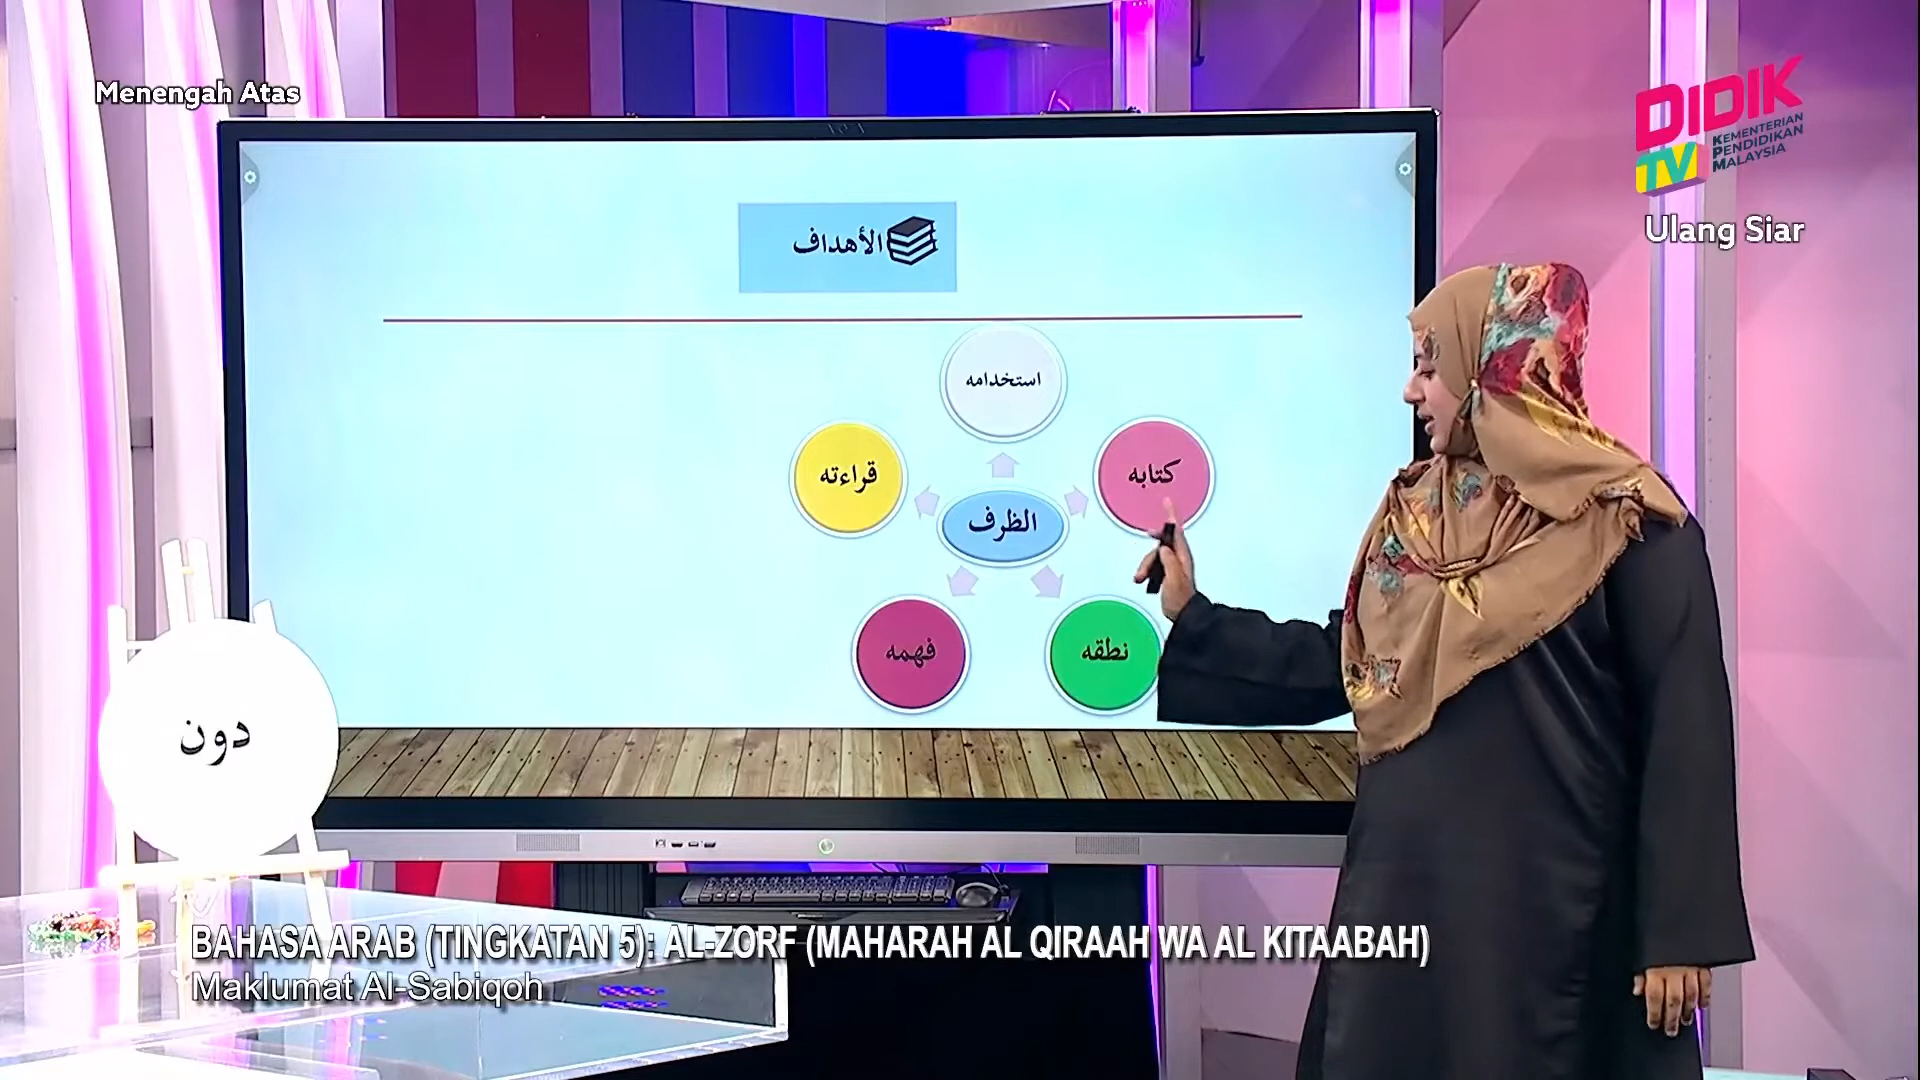 Menengah Atas
DIDIK
TV
KEMENTERIAN
PENDIDIKAN
MALAYSIA
Ulang Siar
الأهداف
استخدامه
كتابه
قراءته
الظرف
نطقه
فهمه
دون
BAHASA ARAB (TINGKATAN 5): AL-ZORF (MAHARAH AL QIRAAH WA AL KITAABAH)
Maklumat Al-Sabiqoh